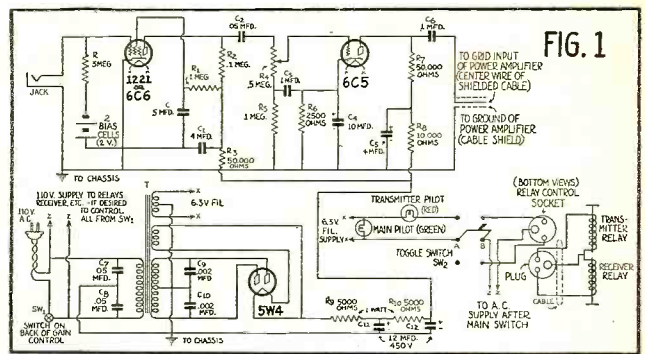 FIG. 1
JACK
R
5 MEG.
2
BIAS
CELLS
(2 V.)
1221
OR
6C6
C
.5 MFD.
R1
.1 MEG.
C1
4 MFD.
R2
.1 MEG.
R3
50,000
OHMS
C2
.05 MFD.
R4
.5 MEG.
R5
1 MEG.
C3
.1 MFD.
R6
2500
OHMS
6C5
C4
10 MFD.
C5
4 MFD.
C6
.1 MFD.
R7
50,000
OHMS
R8
10,000
OHMS
TO GRID INPUT
OF POWER AMPLIFIER
(CENTER WIRE OF
SHIELDED CABLE)
TO GROUND OF
POWER AMPLIFIER
(CABLE SHIELD)
TO CHASSIS
110 V.
A.C.
110 V. SUPPLY TO RELAYS
RECEIVER, ETC. - IF DESIRED
TO CONTROL
ALL FROM SW1
Z
Z
T
X
6.3 V. FIL.
X
C7
.05
MFD.
C8
.05
MFD.
C9
.002
MFD.
C10
.002
MFD.
SW1
SWITCH ON
BACK OF GAIN
CONTROL
TO CHASSIS
5W4
R9 5000
OHMS
1 WATT
R10 5000
OHMS
C11
C12
12 MFD.
450 V.
TRANSMITTER PILOT
(RED)
MAIN PILOT (GREEN)
6.3 V.
FIL.
SUPPLY
X
X
A
B
TOGGLE SWITCH
SW2
(BOTTOM VIEWS)
RELAY CONTROL
SOCKET
PLUG
CABLE
Z
Z
TO A.C.
SUPPLY AFTER
MAIN SWITCH
TRANS-
MITTER
RELAY
RECEIVER
RELAY